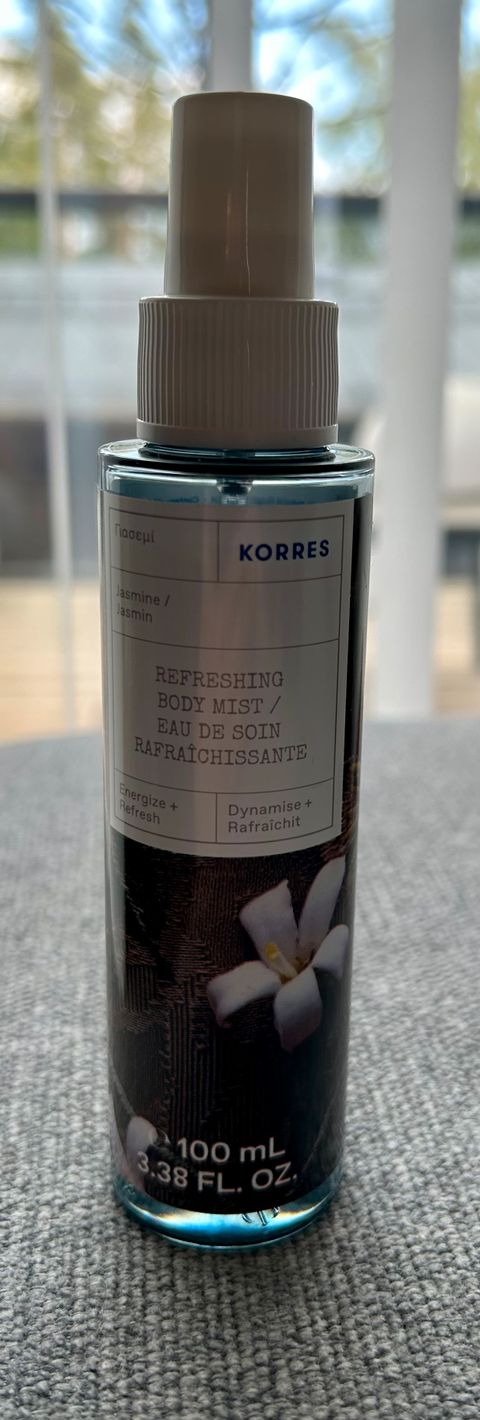 Γιασεμί
KORRES
Jasmine /
Jasmin
REFRESHING
BODY MIST /
EAU DE SOIN
RAFRAÎCHISSANTE
Energize +
Refresh
Dynamise +
Rafraîchit
100 mL
3.38 FL. OZ.